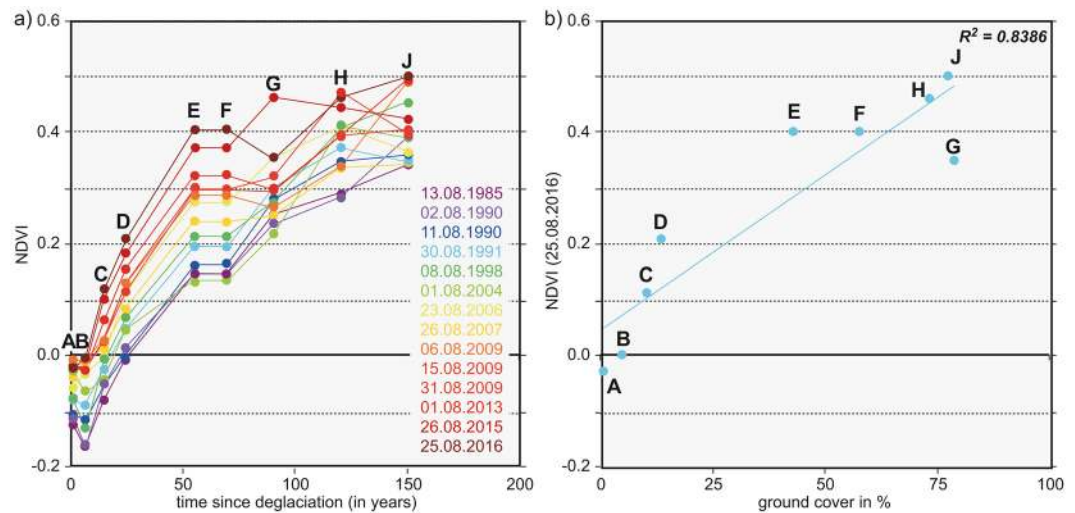 a)
0.6
0.4
0.2
0.0
-0.2
NDVI
A
B
C
D
E
F
G
H
J
13.08.1985
02.08.1990
11.08.1990
30.08.1991
08.08.1998
01.08.2004
23.08.2006
26.08.2007
06.08.2009
15.08.2009
31.08.2009
01.08.2013
26.08.2015
25.08.2016
0
50
100
150
200
time since deglaciation (in years)
b)
0.6
0.4
0.2
0.0
-0.2
NDVI (25.08.2016)
R² = 0.8386
A
B
C
D
E
F
G
H
J
0
25
50
75
100
ground cover in %